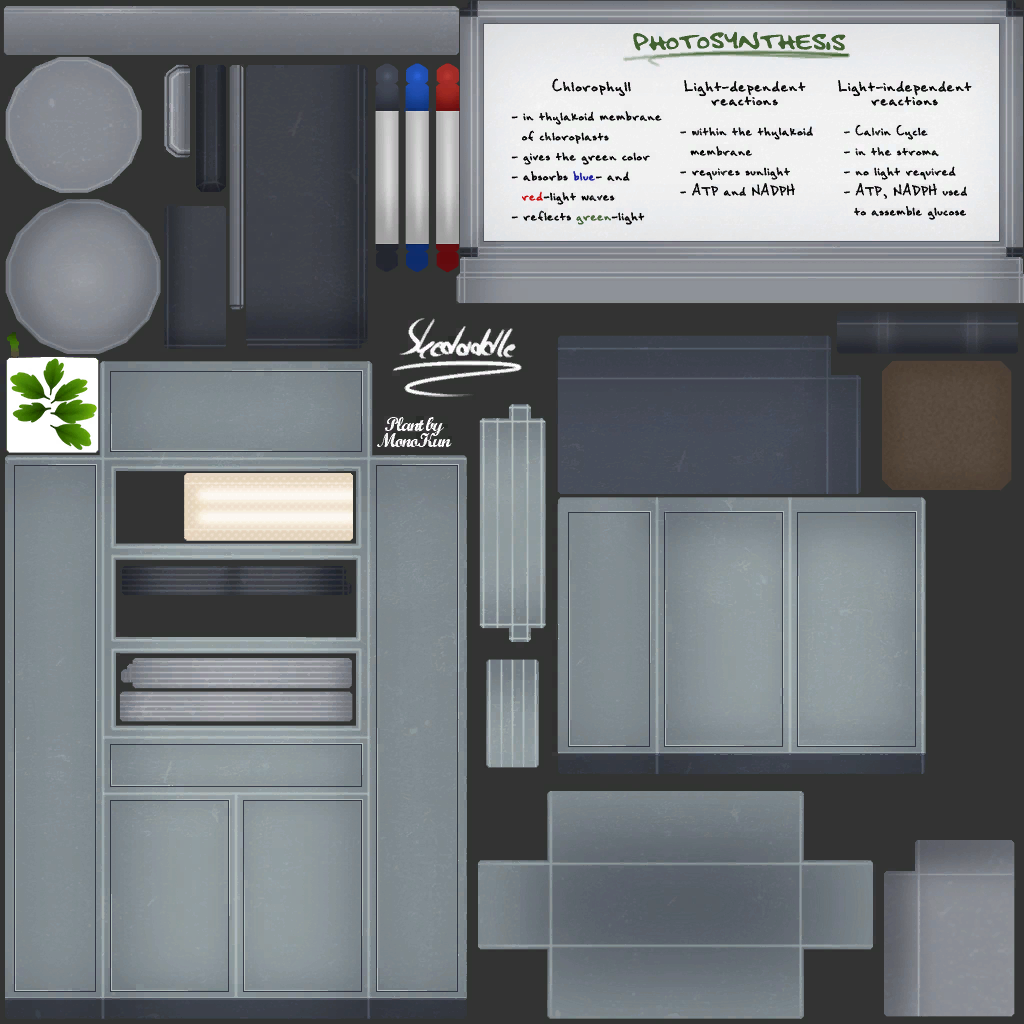 PHOTOSYNTHESIS
Chlorophyll
- in thylakoid membrane
of chloroplasts
- gives the green color
- absorbs blue- and
red-light waves
- reflects green-light
Light-dependent
reactions
- within the thylakoid
membrane
- requires sunlight
- ATP and NADPH
Light-independent
reactions
- Calvin Cycle
- in the stroma
- no light required
- ATP, NADPH used
to assemble glucose
Plant by
MonoKun